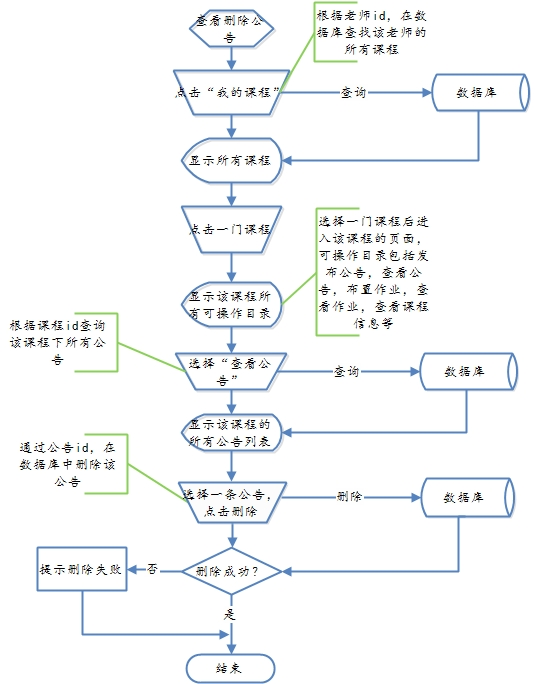 查看删除公
告
根据老师id，在数
据库查找该老师的
所有课程
点击“我的课程”
查询
数据库
显示所有课程
点击一门课程
选择一门课程后进
入该课程的页面，
可操作目录包括发
布公告，查看公
告，布置作业，查
看作业，查看课程
信息等
显示该课程所
有可操作目录
根据课程id查询
该课程下所有公
告
选择“查看公
告”
查询
数据库
显示该课程的
所有公告列表
通过公告id，在
数据库中删除该
公告
选择一条公告，
点击删除
删除
数据库
删除成功？
否
提示删除失败
是
结束